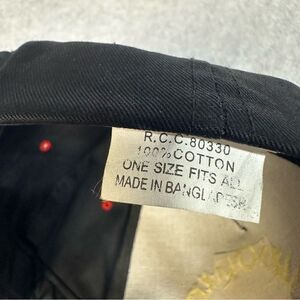 R.C.C.80330
100% COTTON
ONE SIZE FITS ALL
MADE IN BANGLADESH